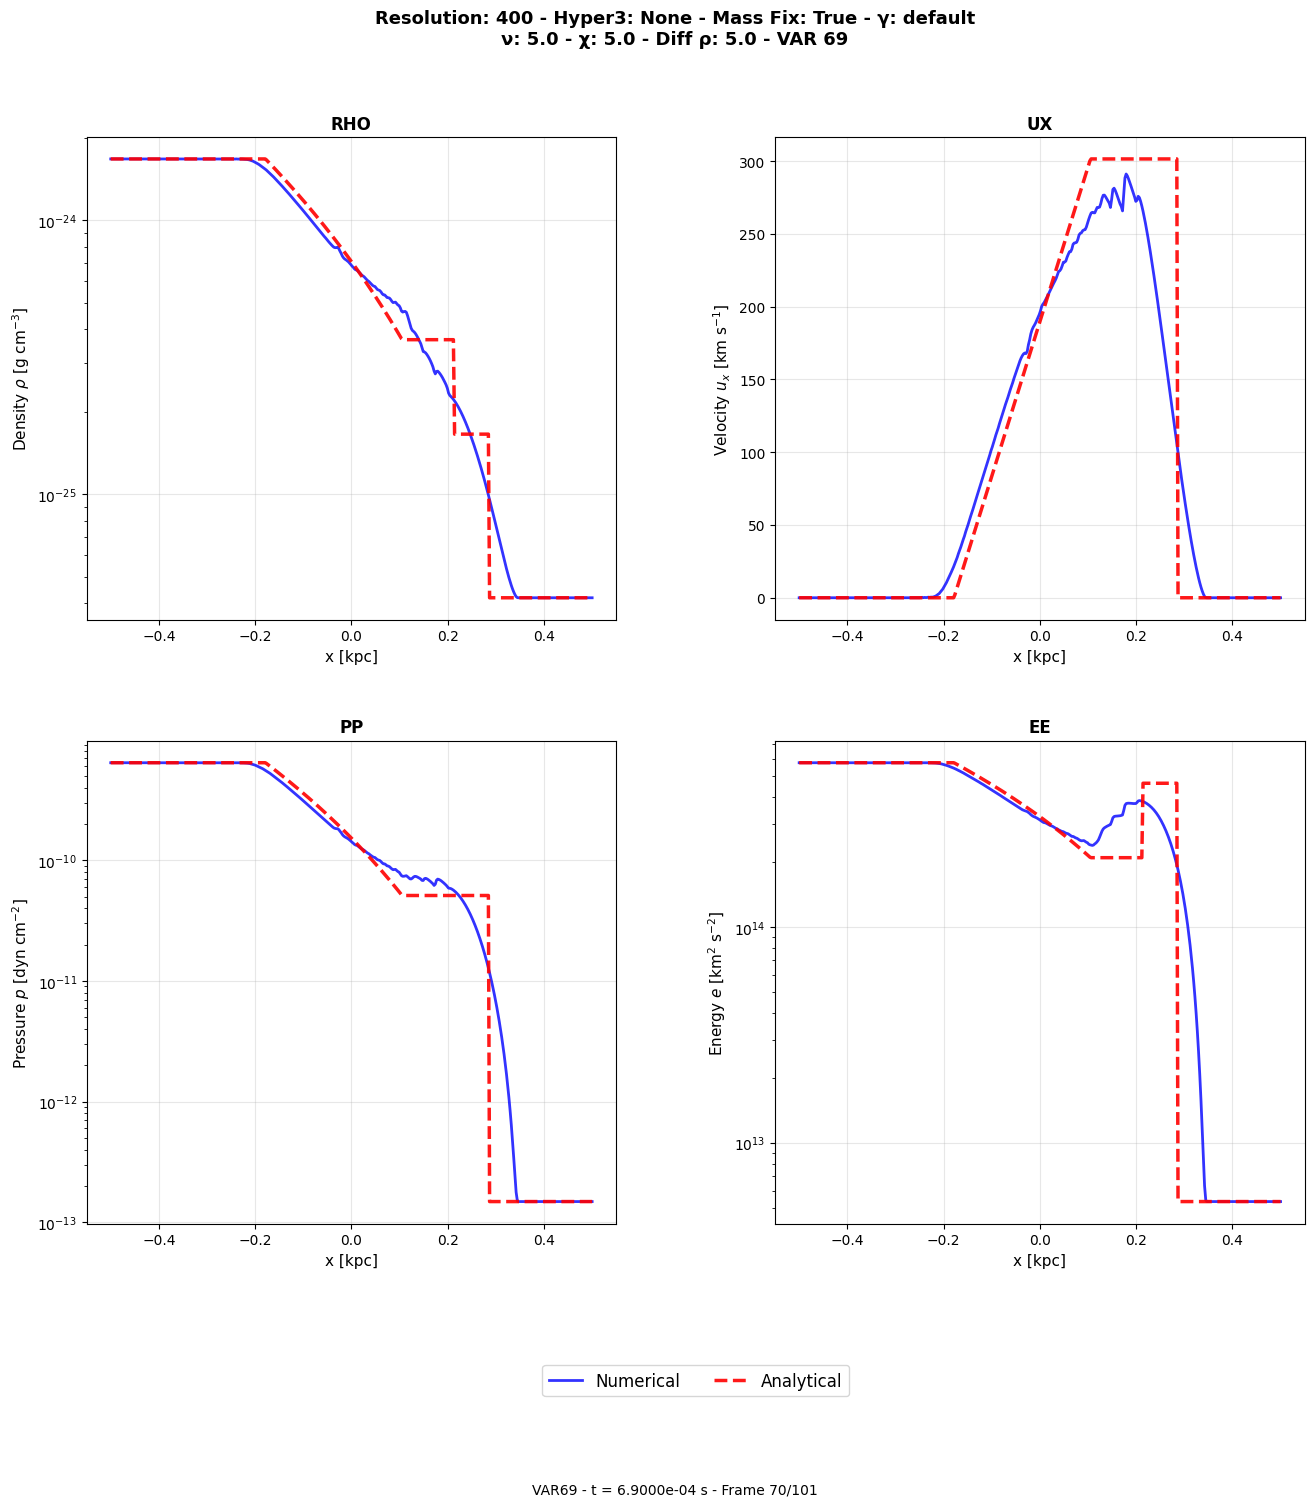 Resolution: 400 - Hyper3: None - Mass Fix: True - γ: default
ν: 5.0 - χ: 5.0 - Diff ρ: 5.0 - VAR 69
RHO
Density ρ [g cm⁻³]
10⁻²⁴
10⁻²⁵
−0.4 −0.2 0.0 0.2 0.4
x [kpc]
UX
Velocity uₓ [km s⁻¹]
300
250
200
150
100
50
0
−0.4 −0.2 0.0 0.2 0.4
x [kpc]
PP
Pressure p [dyn cm⁻²]
10⁻¹⁰
10⁻¹¹
10⁻¹²
10⁻¹³
−0.4 −0.2 0.0 0.2 0.4
x [kpc]
EE
Energy e [km² s⁻²]
10¹⁴
10¹³
−0.4 −0.2 0.0 0.2 0.4
x [kpc]
Numerical Analytical
VAR69 - t = 6.9000e-04 s - Frame 70/101